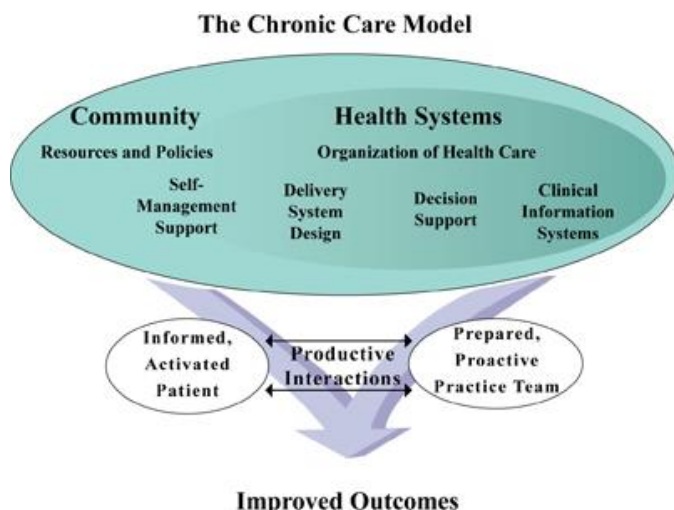 The Chronic Care Model
Community
Health Systems
Resources and Policies
Organization of Health Care
Self-
Management
Support
Delivery
System
Design
Decision
Support
Clinical
Information
Systems
Informed,
Activated
Patient
Productive
Interactions
Prepared,
Proactive
Practice Team
Improved Outcomes